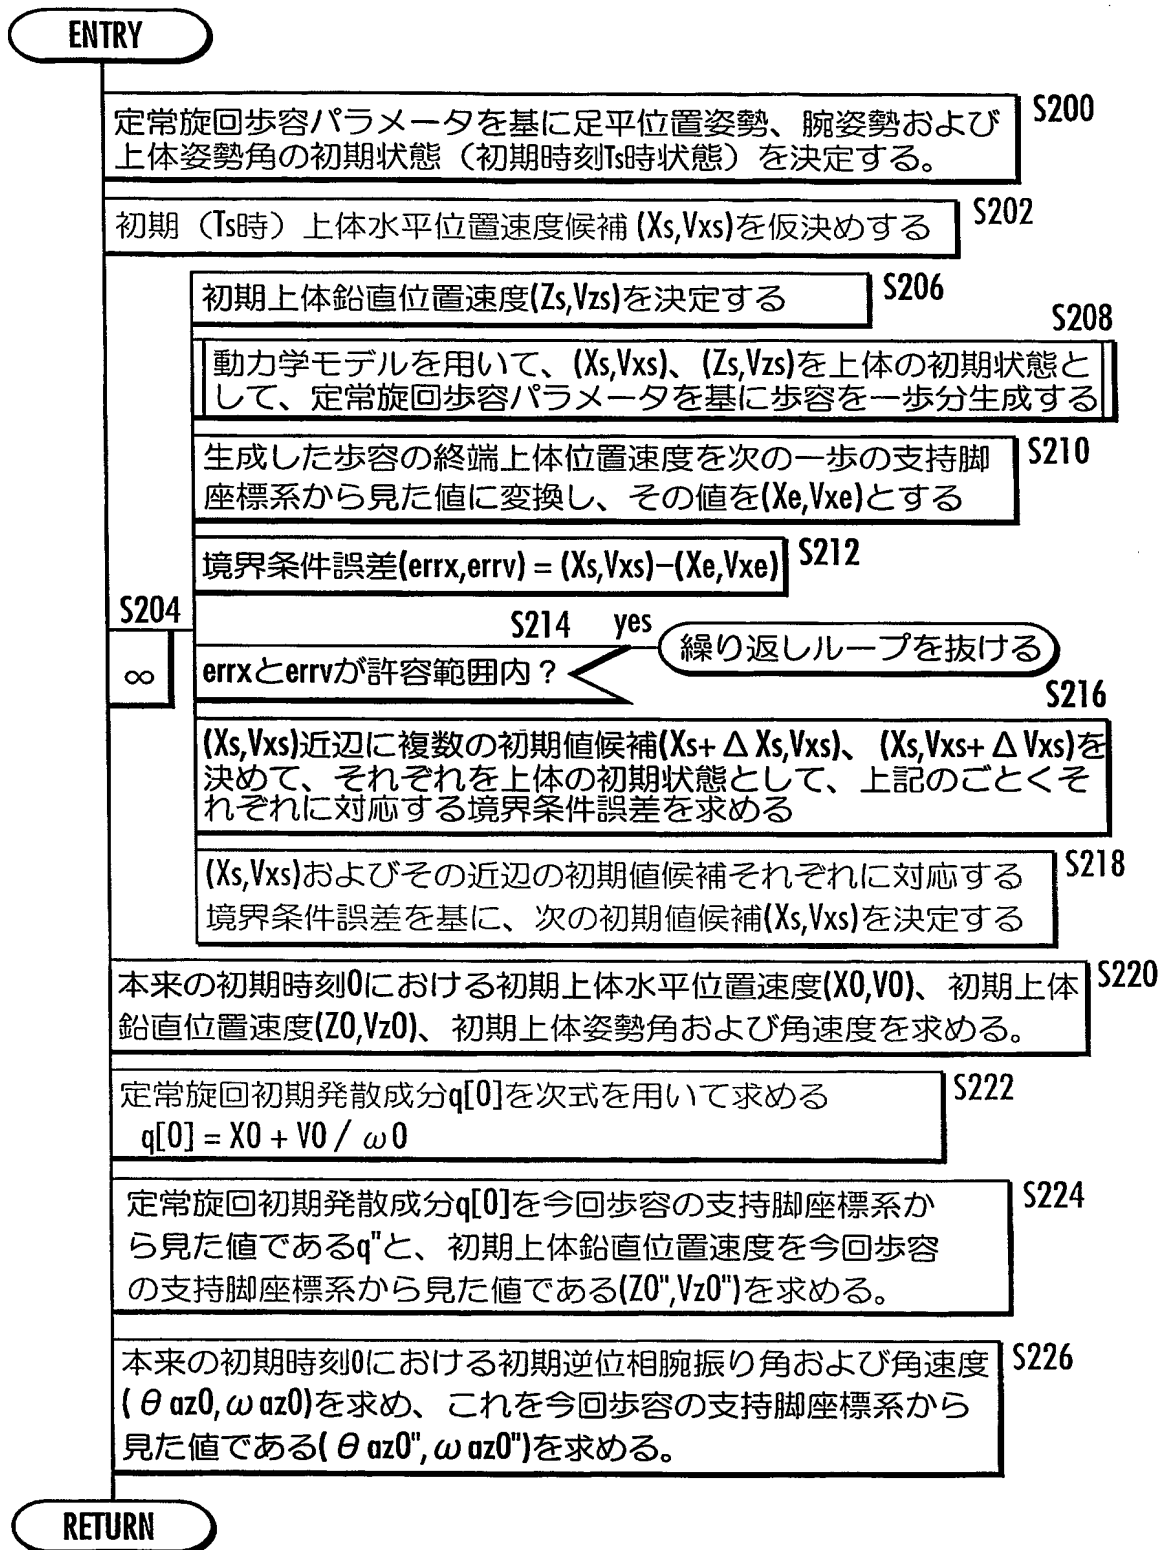 ENTRY
S200
定常旋回歩容パラメータを基に足平位置姿勢、腕姿勢および
上体姿勢角の初期状態（初期時刻Ts時状態）を決定する。
S202
初期（Ts時）上体水平位置速度候補(Xs,Vxs)を仮決めする
S206
初期上体鉛直位置速度(Zs,Vzs)を決定する
S208
動力学モデルを用いて、(Xs,Vxs)、(Zs,Vzs)を上体の初期状態と
して、定常旋回歩容パラメータを基に歩容を一歩分生成する
S210
生成した歩容の終端上体位置速度を次の一歩の支持脚
座標系から見た値に変換し、その値を(Xe,Vxe)とする
境界条件誤差(errx,errv) = (Xs,Vxs)−(Xe,Vxe)
S212
S204
∞
S214
yes
繰り返しループを抜ける
errxとerrvが許容範囲内？
S216
(Xs,Vxs)近辺に複数の初期値候補(Xs+ΔXs,Vxs)、(Xs,Vxs+ΔVxs)を
決めて、それぞれを上体の初期状態として、上記のごとくそ
れぞれに対応する境界条件誤差を求める
S218
(Xs,Vxs)およびその近辺の初期値候補それぞれに対応する
境界条件誤差を基に、次の初期値候補(Xs,Vxs)を決定する
S220
本来の初期時刻0における初期上体水平位置速度(X0,V0)、初期上体
鉛直位置速度(Z0,Vz0)、初期上体姿勢角および角速度を求める。
S222
定常旋回初期発散成分q[0]を次式を用いて求める
q[0] = X0 + V0 / ω0
S224
定常旋回初期発散成分q[0]を今回歩容の支持脚座標系か
ら見た値であるq"と、初期上体鉛直位置速度を今回歩容
の支持脚座標系から見た値である(Z0",Vz0")を求める。
S226
本来の初期時刻0における初期逆位相腕振り角および角速度
(θaz0,ωaz0)を求め、これを今回歩容の支持脚座標系から
見た値である(θaz0",ωaz0")を求める。
RETURN